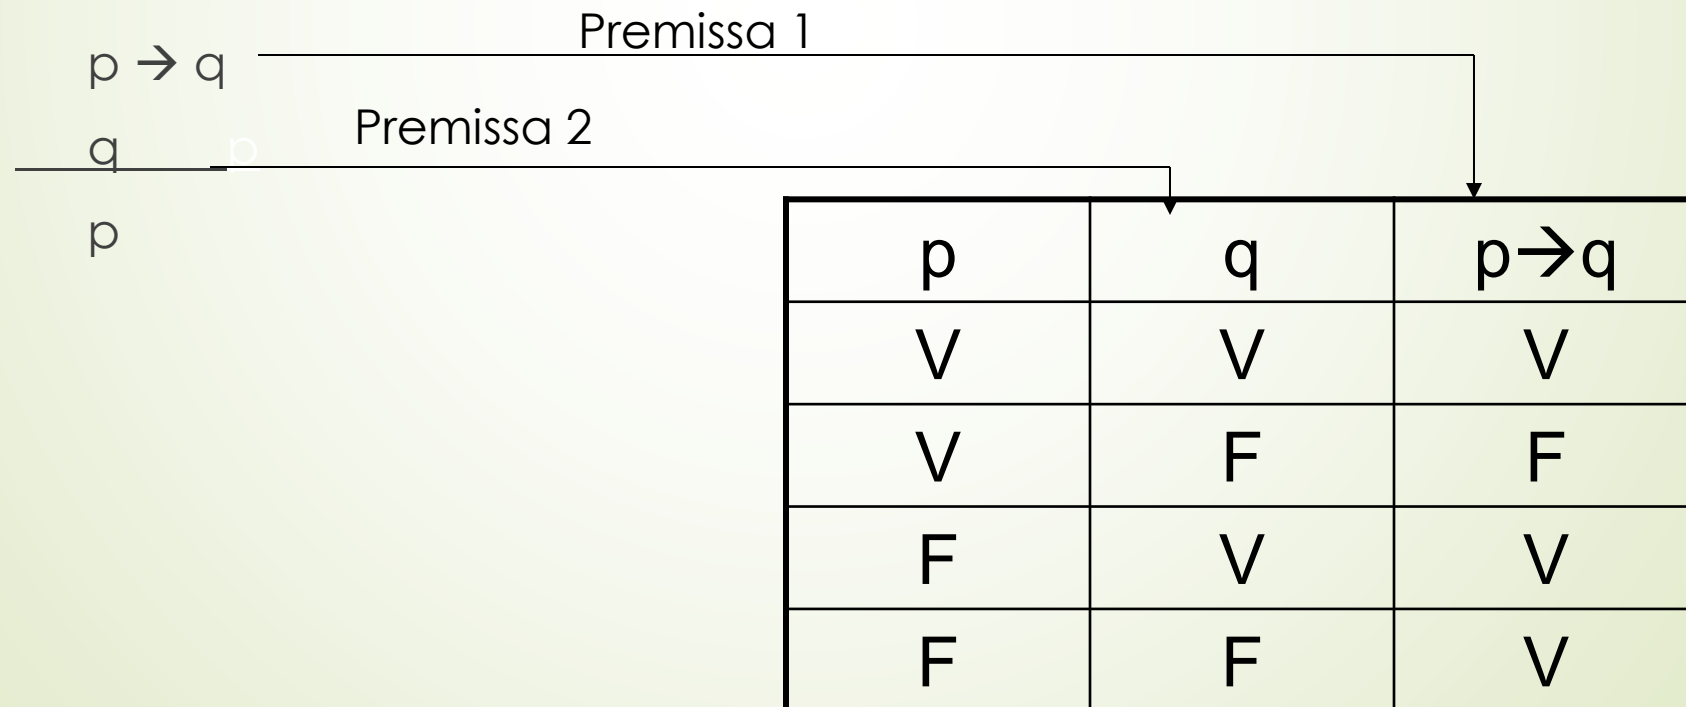 Premissa 1
p → q
Premissa 2
q p
p
p q p→q
V V V
V F F
F V V
F F V